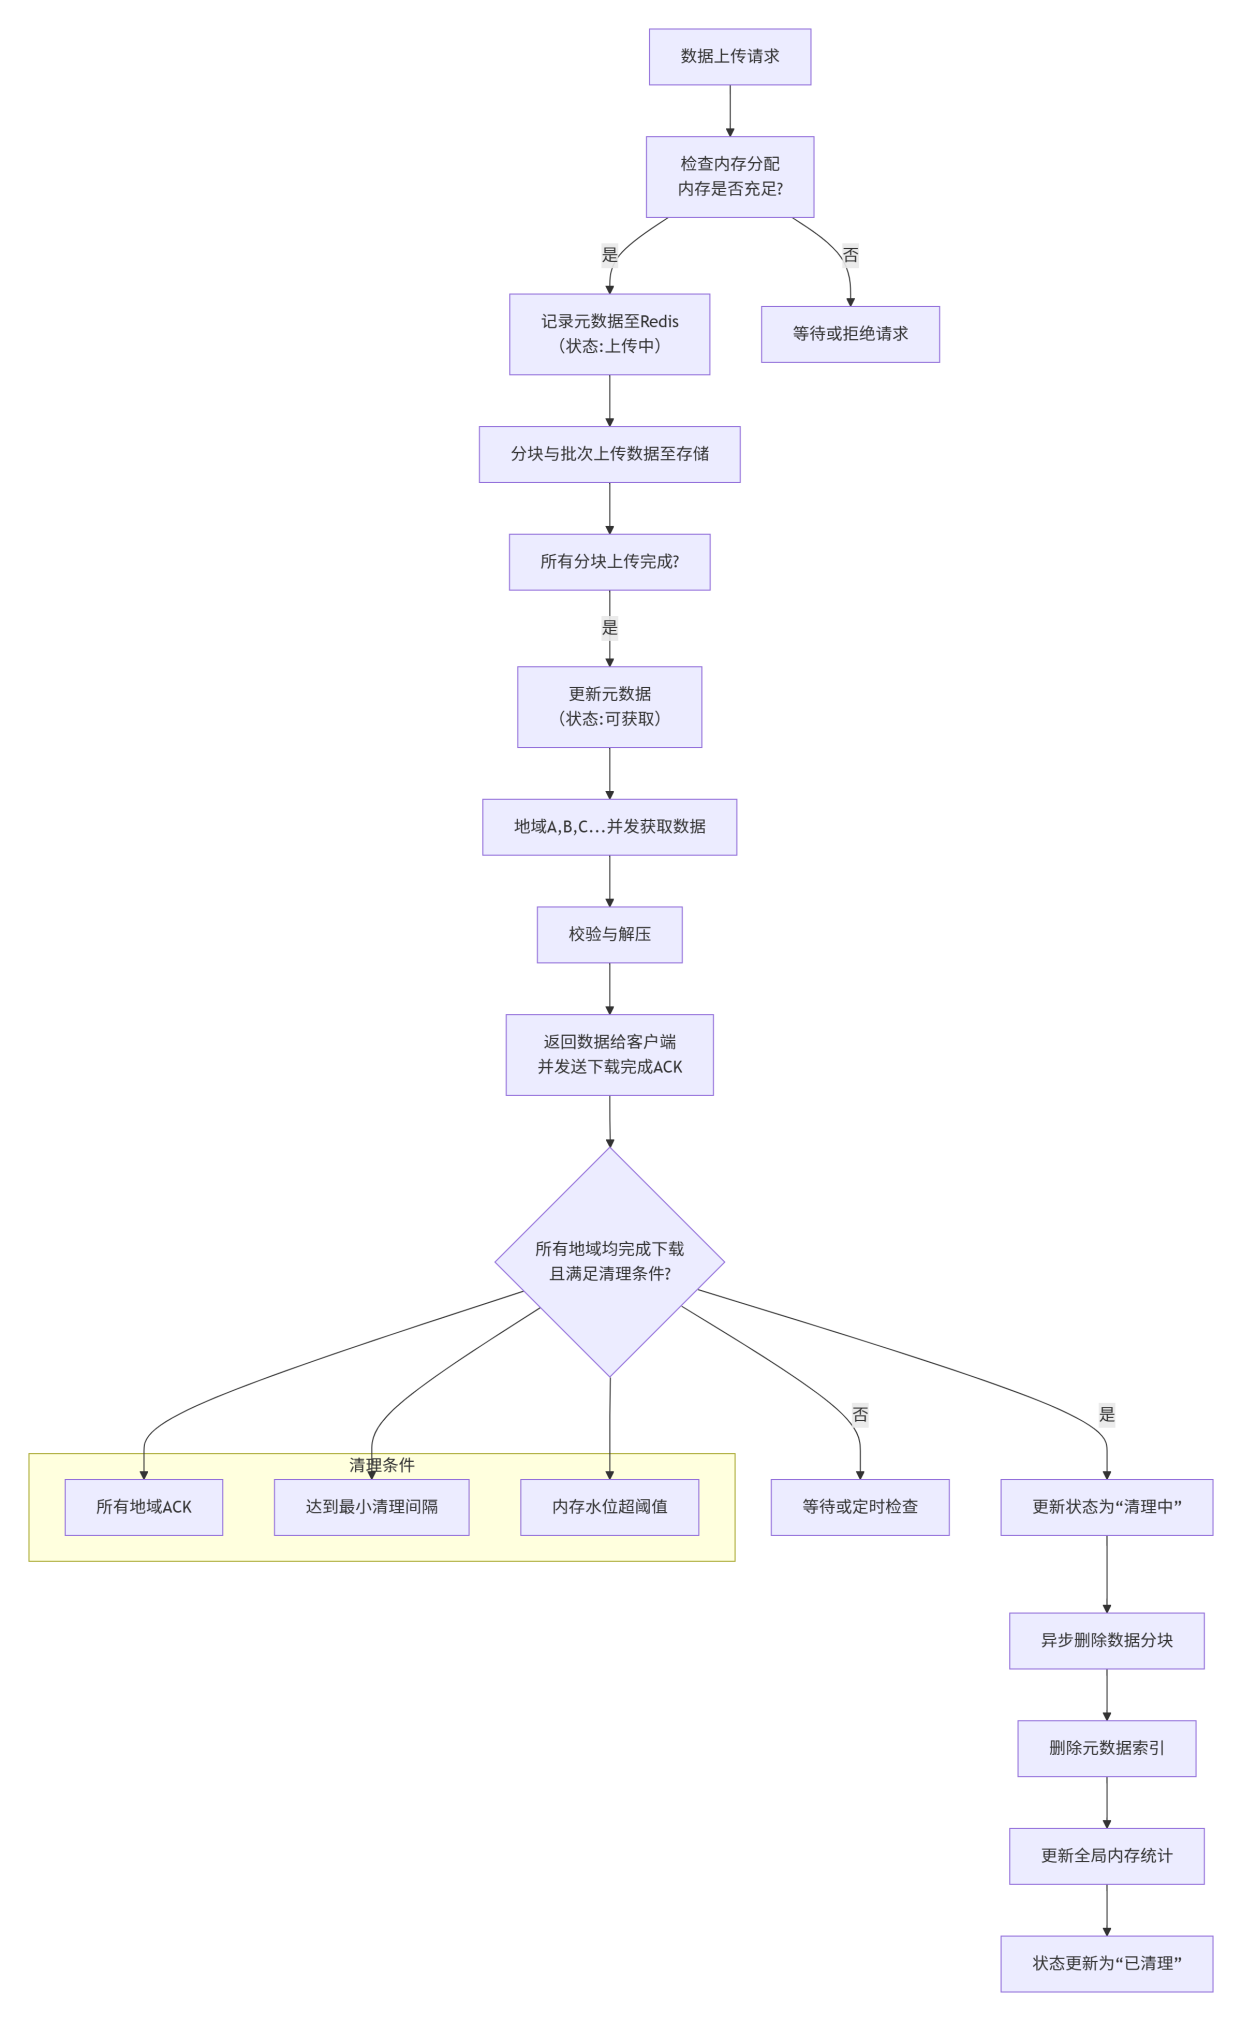 数据上传请求
检查内存分配
内存是否充足?
是
否
记录元数据至Redis
（状态:上传中）
等待或拒绝请求
分块与批次上传数据至存储
所有分块上传完成?
是
更新元数据
（状态:可获取）
地域A,B,C...并发获取数据
校验与解压
返回数据给客户端
并发送下载完成ACK
所有地域均完成下载
且满足清理条件?
否
是
清理条件
所有地域ACK
达到最小清理间隔
内存水位超阈值
等待或定时检查
更新状态为“清理中”
异步删除数据分块
删除元数据索引
更新全局内存统计
状态更新为“已清理”